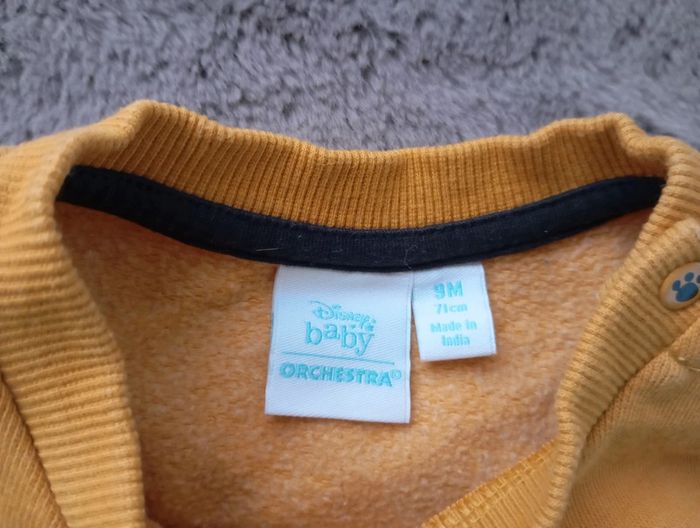 Disney
baby
ORCHESTRA
9M
71cm
Made in
India